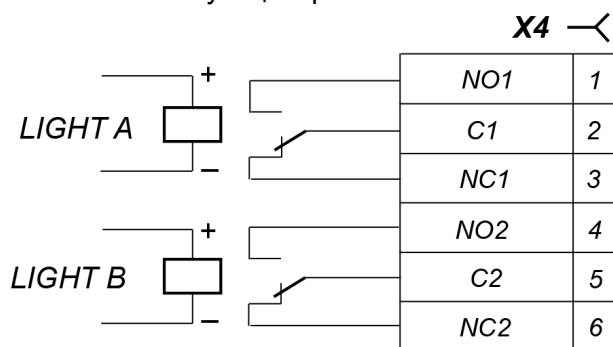 X4
+
NO1 1
LIGHT A
C1 2
–
NC1 3
+
NO2 4
LIGHT B
C2 5
–
NC2 6